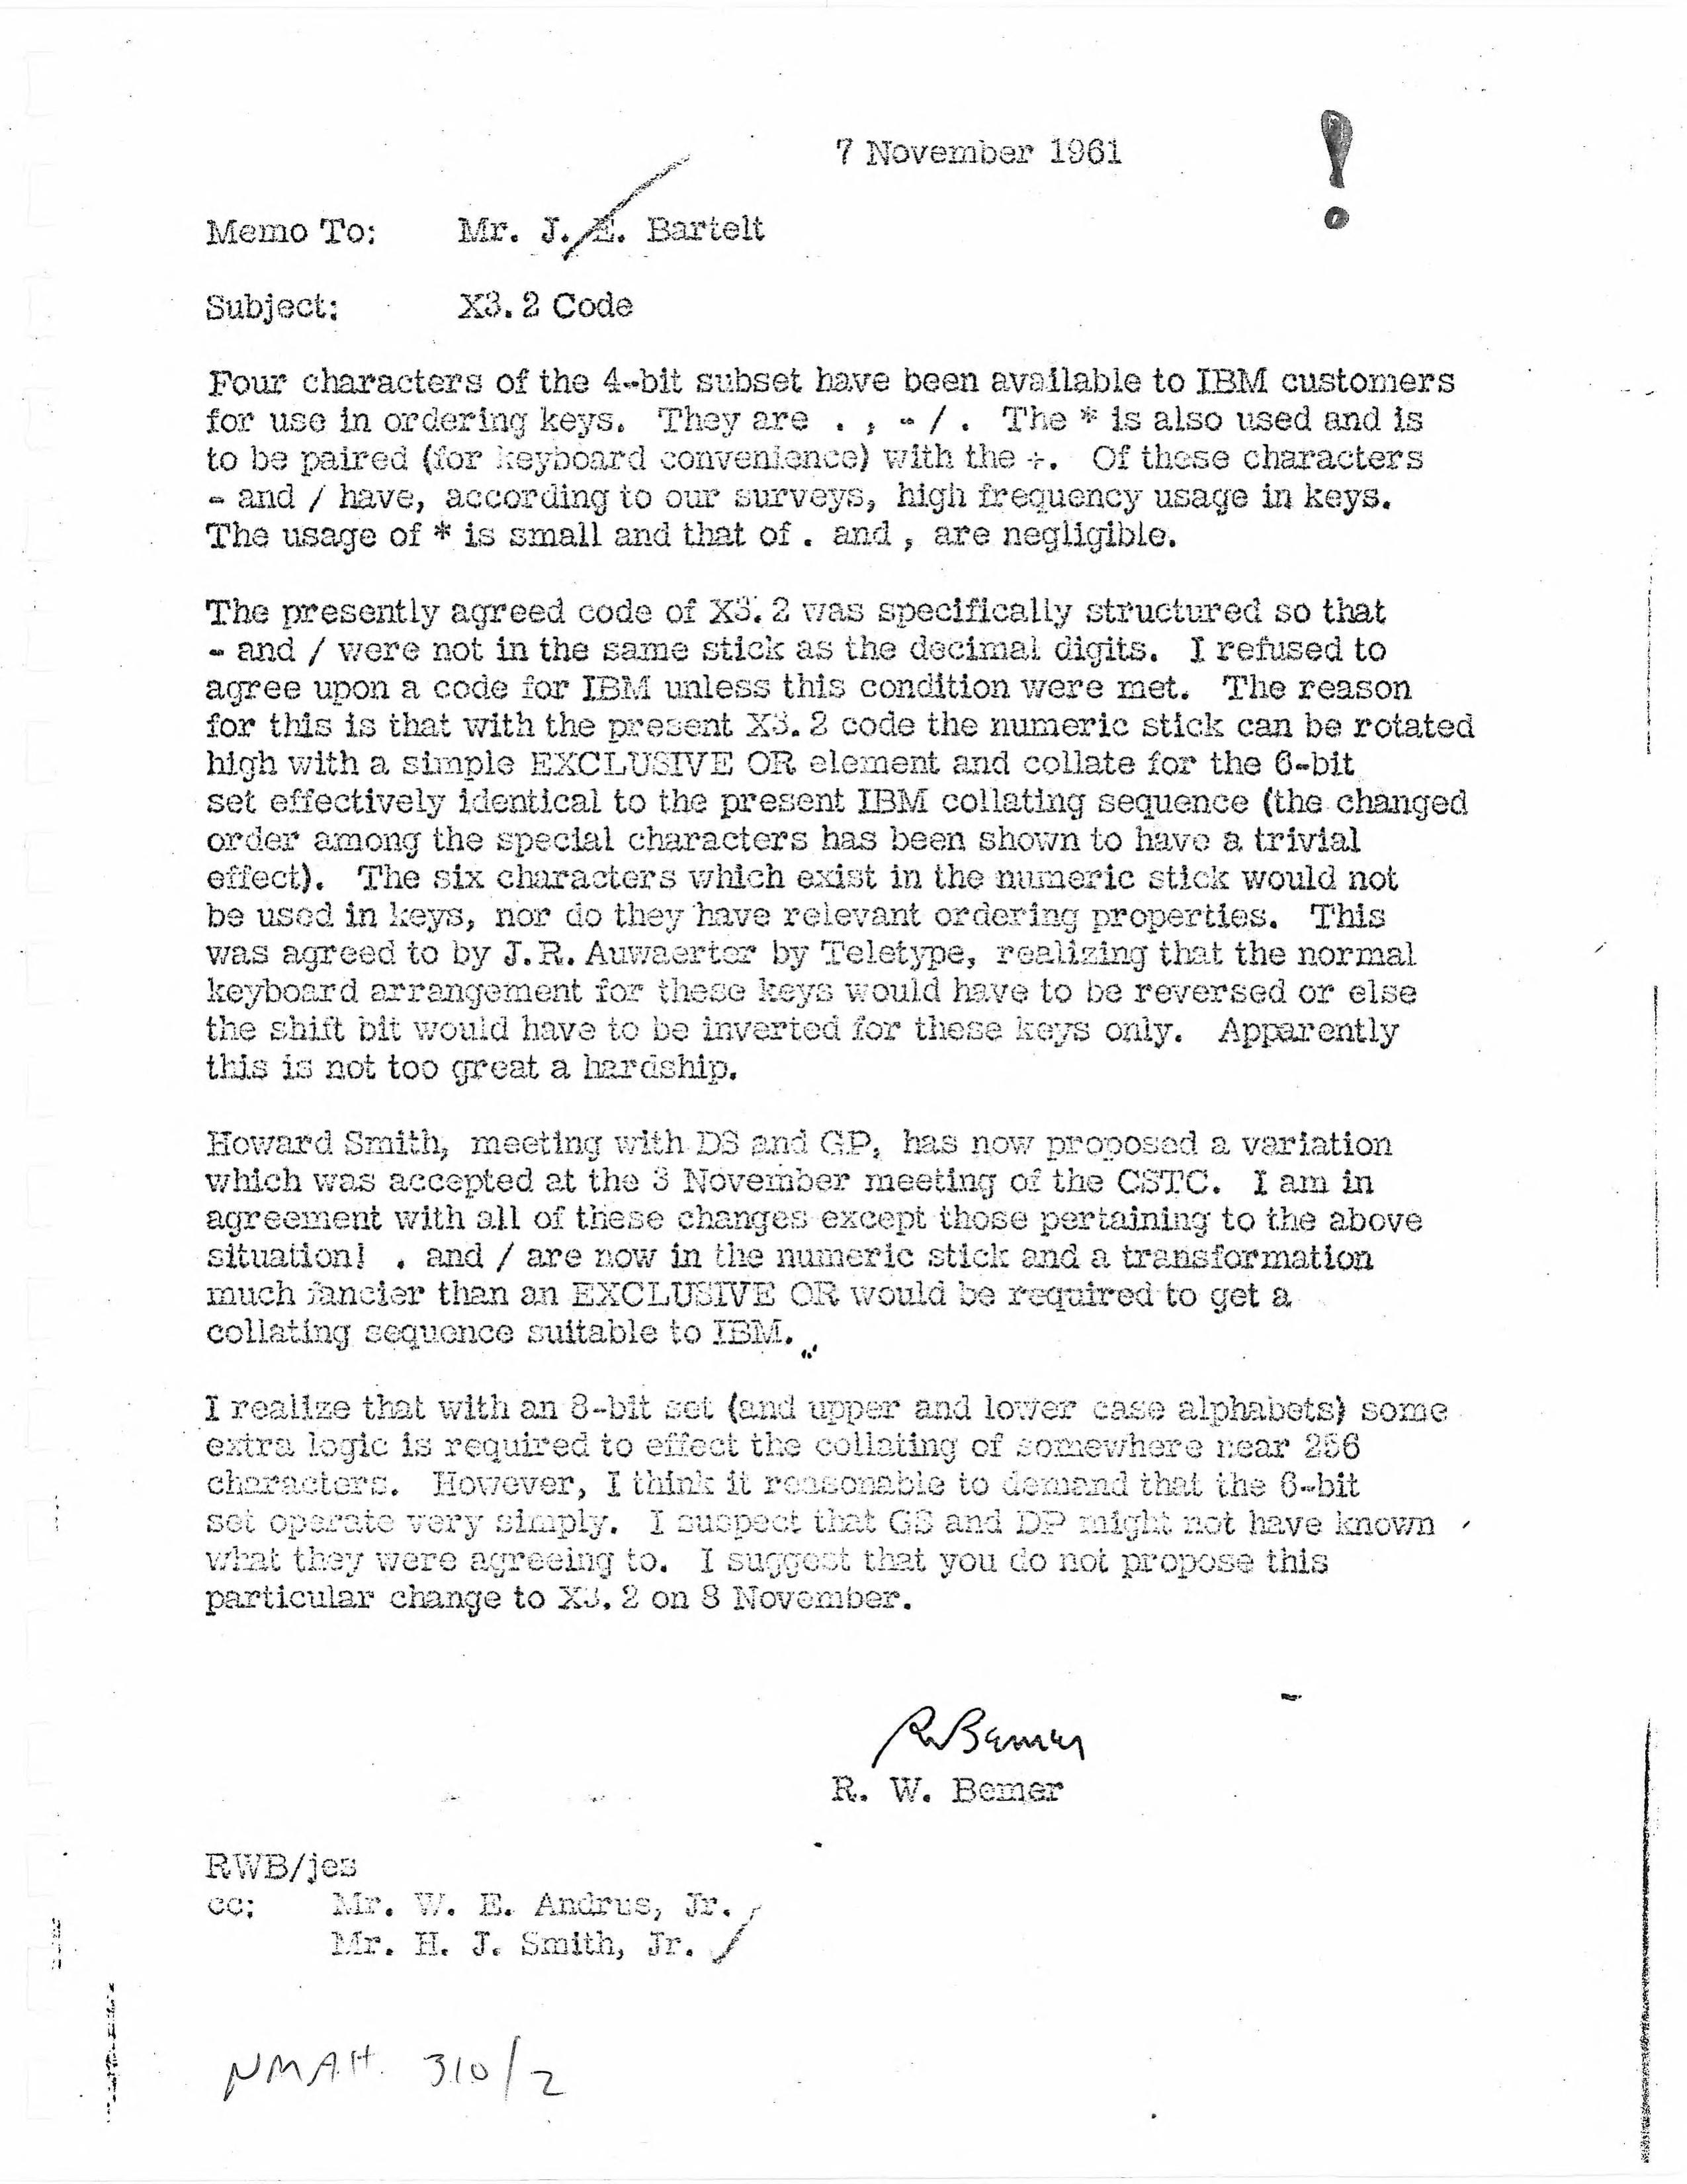 7 November 1961
!
Memo To: Mr. J. E. Bartelt
Subject: X3.2 Code
Four characters of the 4-bit subset have been available to IBM customers
for use in ordering keys. They are . , - / . The * is also used and is
to be paired (for keyboard convenience) with the +. Of these characters
- and / have, according to our surveys, high frequency usage in keys.
The usage of * is small and that of . and , are negligible.
The presently agreed code of X3.2 was specifically structured so that
- and / were not in the same stick as the decimal digits. I refused to
agree upon a code for IBM unless this condition were met. The reason
for this is that with the present X3.2 code the numeric stick can be rotated
high with a simple EXCLUSIVE OR element and collate for the 6-bit
set effectively identical to the present IBM collating sequence (the changed
order among the special characters has been shown to have a trivial
effect). The six characters which exist in the numeric stick would not
be used in keys, nor do they have relevant ordering properties. This
was agreed to by J.R. Auwaerter by Teletype, realizing that the normal
keyboard arrangement for these keys would have to be reversed or else
the shift bit would have to be inverted for these keys only. Apparently
this is not too great a hardship.
Howard Smith, meeting with DS and GP, has now proposed a variation
which was accepted at the 3 November meeting of the CSTC. I am in
agreement with all of these changes except those pertaining to the above
situation! . and / are now in the numeric stick and a transformation
much fancier than an EXCLUSIVE OR would be required to get a
collating sequence suitable to IBM.
I realize that with an 8-bit set (and upper and lower case alphabets) some
extra logic is required to effect the collating of somewhere near 256
characters. However, I think it reasonable to demand that the 6-bit
set operate very simply. I suspect that GS and DP might not have known
what they were agreeing to. I suggest that you do not propose this
particular change to X3.2 on 8 November.
RW Bemer
R. W. Bemer
RWB/jes
cc: Mr. W. E. Andrus, Jr.
Mr. H. J. Smith, Jr.
NMAH 310/2